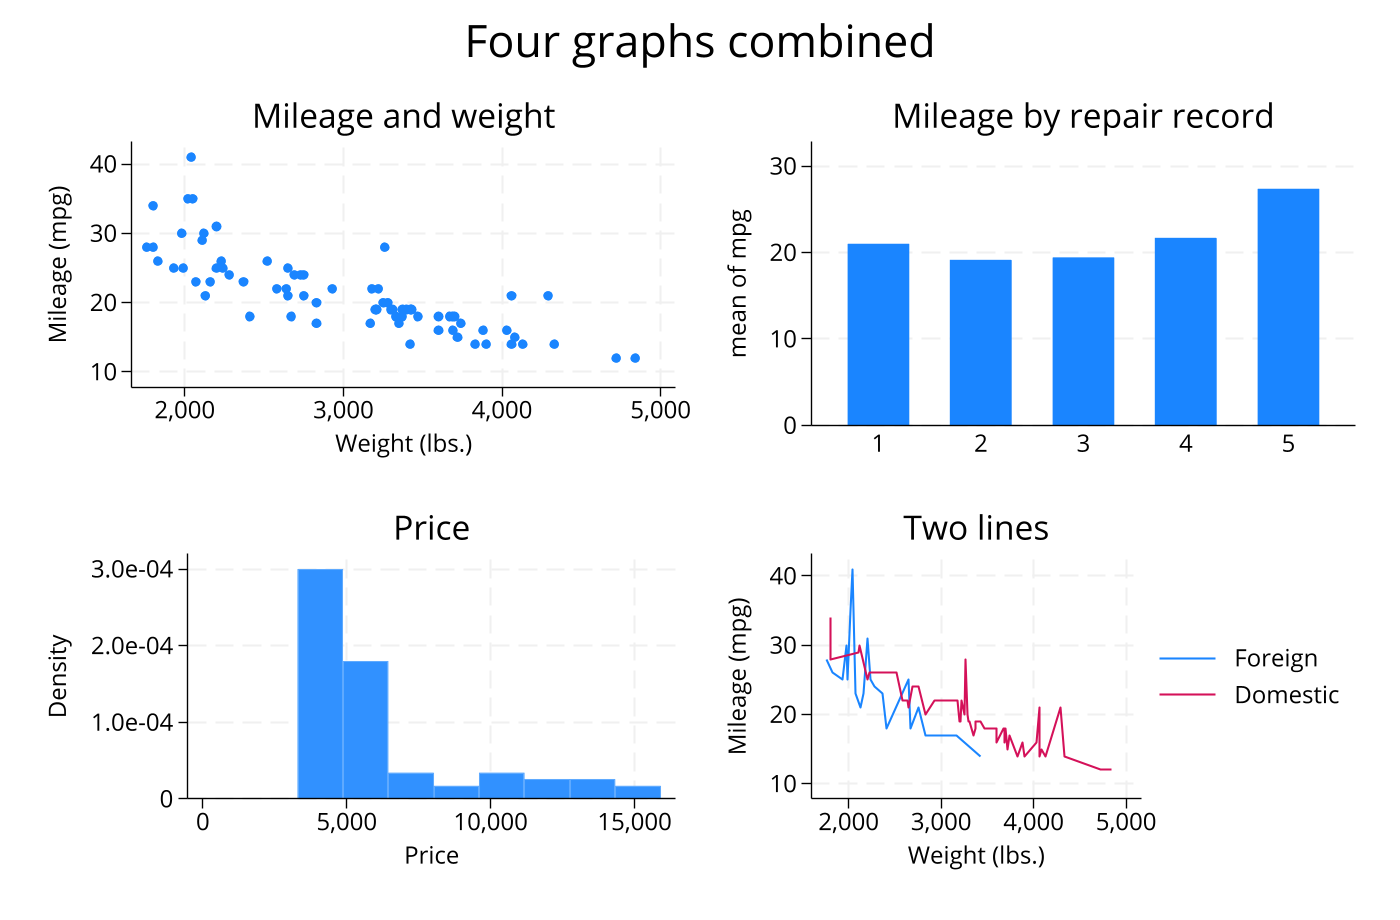 Four graphs combined
Mileage and weight
Mileage (mpg)
40
30
20
10
2,000 3,000 4,000 5,000
Weight (lbs.)
Mileage by repair record
mean of mpg
30
20
10
0
1 2 3 4 5
Price
Density
3.0e-04
2.0e-04
1.0e-04
0
0 5,000 10,000 15,000
Price
Two lines
Mileage (mpg)
40
30
20
10
2,000 3,000 4,000 5,000
Weight (lbs.)
Foreign
Domestic